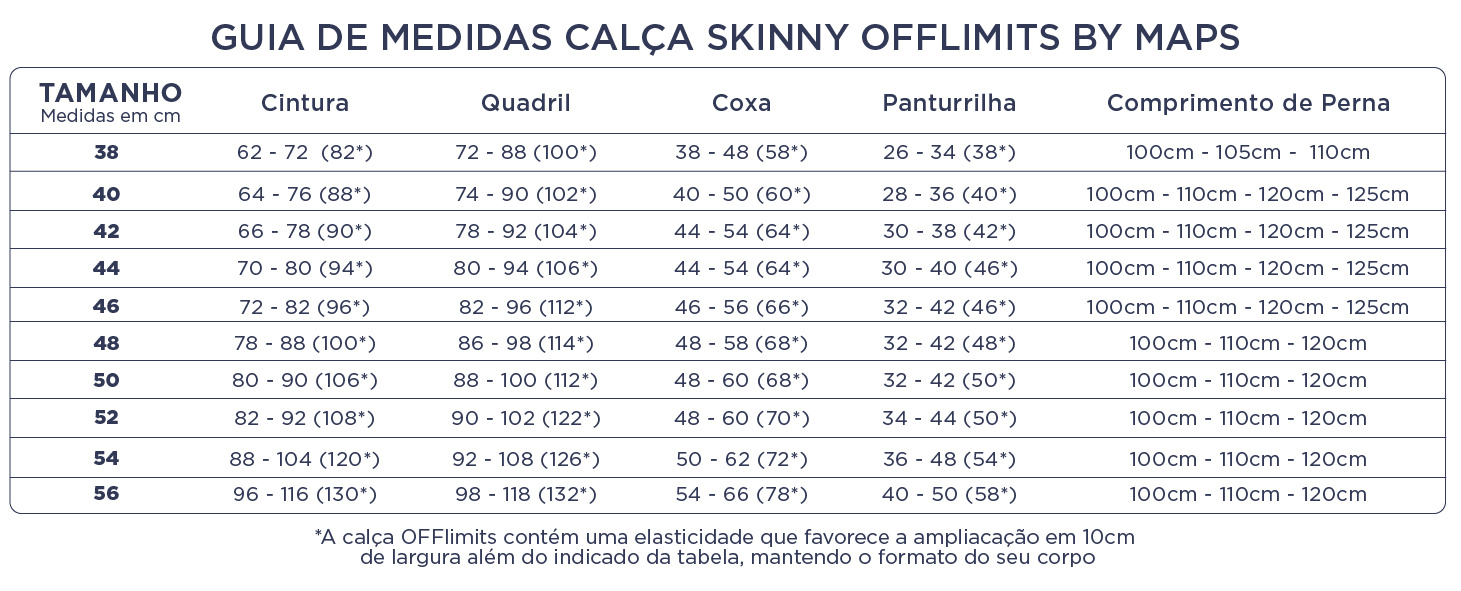 GUIA DE MEDIDAS CALÇA SKINNY OFFLIMITS BY MAPS
TAMANHO Cintura Quadril Coxa Panturrilha Comprimento de Perna
Medidas em cm
38 62 - 72 (82*) 72 - 88 (100*) 38 - 48 (58*) 26 - 34 (38*) 100cm - 105cm - 110cm
40 64 - 76 (88*) 74 - 90 (102*) 40 - 50 (60*) 28 - 36 (40*) 100cm - 110cm - 120cm - 125cm
42 66 - 78 (90*) 78 - 92 (104*) 44 - 54 (64*) 30 - 38 (42*) 100cm - 110cm - 120cm - 125cm
44 70 - 80 (94*) 80 - 94 (106*) 44 - 54 (64*) 30 - 40 (46*) 100cm - 110cm - 120cm - 125cm
46 72 - 82 (96*) 82 - 96 (112*) 46 - 56 (66*) 32 - 42 (46*) 100cm - 110cm - 120cm - 125cm
48 78 - 88 (100*) 86 - 98 (114*) 48 - 58 (68*) 32 - 42 (48*) 100cm - 110cm - 120cm
50 80 - 90 (106*) 88 - 100 (112*) 48 - 60 (68*) 32 - 42 (50*) 100cm - 110cm - 120cm
52 82 - 92 (108*) 90 - 102 (122*) 48 - 60 (70*) 34 - 44 (50*) 100cm - 110cm - 120cm
54 88 - 104 (120*) 92 - 108 (126*) 50 - 62 (72*) 36 - 48 (54*) 100cm - 110cm - 120cm
56 96 - 116 (130*) 98 - 118 (132*) 54 - 66 (78*) 40 - 50 (58*) 100cm - 110cm - 120cm
*A calça OFFlimits contém uma elasticidade que favorece a ampliacação em 10cm
de largura além do indicado da tabela, mantendo o formato do seu corpo